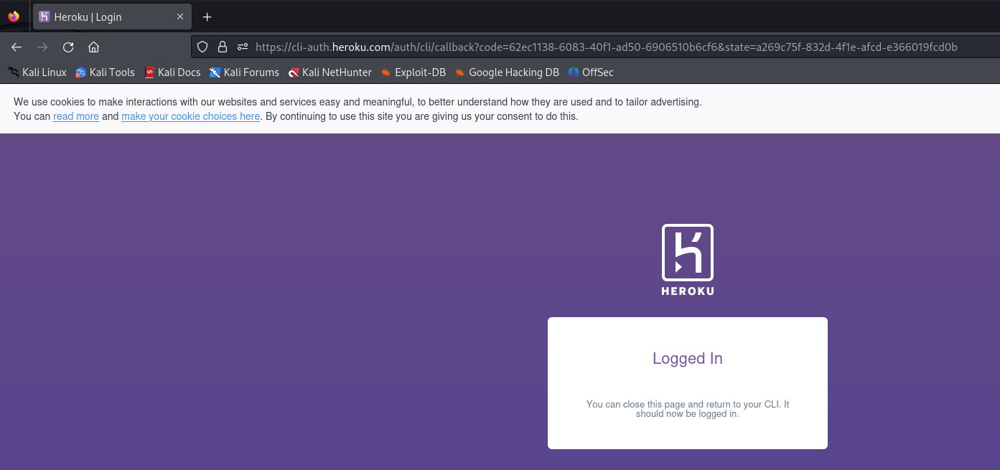 Heroku | Login
https://cli-auth.heroku.com/auth/cli/callback?code=62ec1138-6083-40f1-ad50-6906510b6cf6&state=a269c75f-832d-4f1e-afcd-e366019fcd0b
Kali Linux Kali Tools Kali Docs Kali Forums Kali NetHunter Exploit-DB Google Hacking DB OffSec
We use cookies to make interactions with our websites and services easy and meaningful, to better understand how they are used and to tailor advertising.
You can read more and make your cookie choices here. By continuing to use this site you are giving us your consent to do this.
HEROKU
Logged In
You can close this page and return to your CLI. It
should now be logged in.